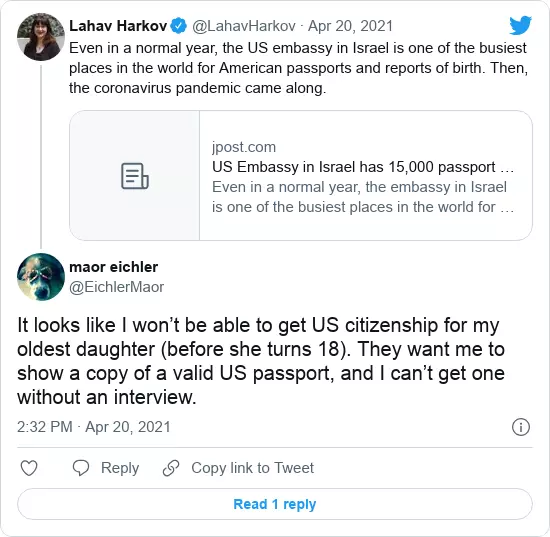 Lahav Harkov @LahavHarkov · Apr 20, 2021
Even in a normal year, the US embassy in Israel is one of the busiest
places in the world for American passports and reports of birth. Then,
the coronavirus pandemic came along.
jpost.com
US Embassy in Israel has 15,000 passport …
Even in a normal year, the embassy in Israel
is one of the busiest places in the world for …
maor eichler
@EichlerMaor
It looks like I won’t be able to get US citizenship for my
oldest daughter (before she turns 18). They want me to
show a copy of a valid US passport, and I can’t get one
without an interview.
2:32 PM · Apr 20, 2021
Reply
Copy link to Tweet
Read 1 reply